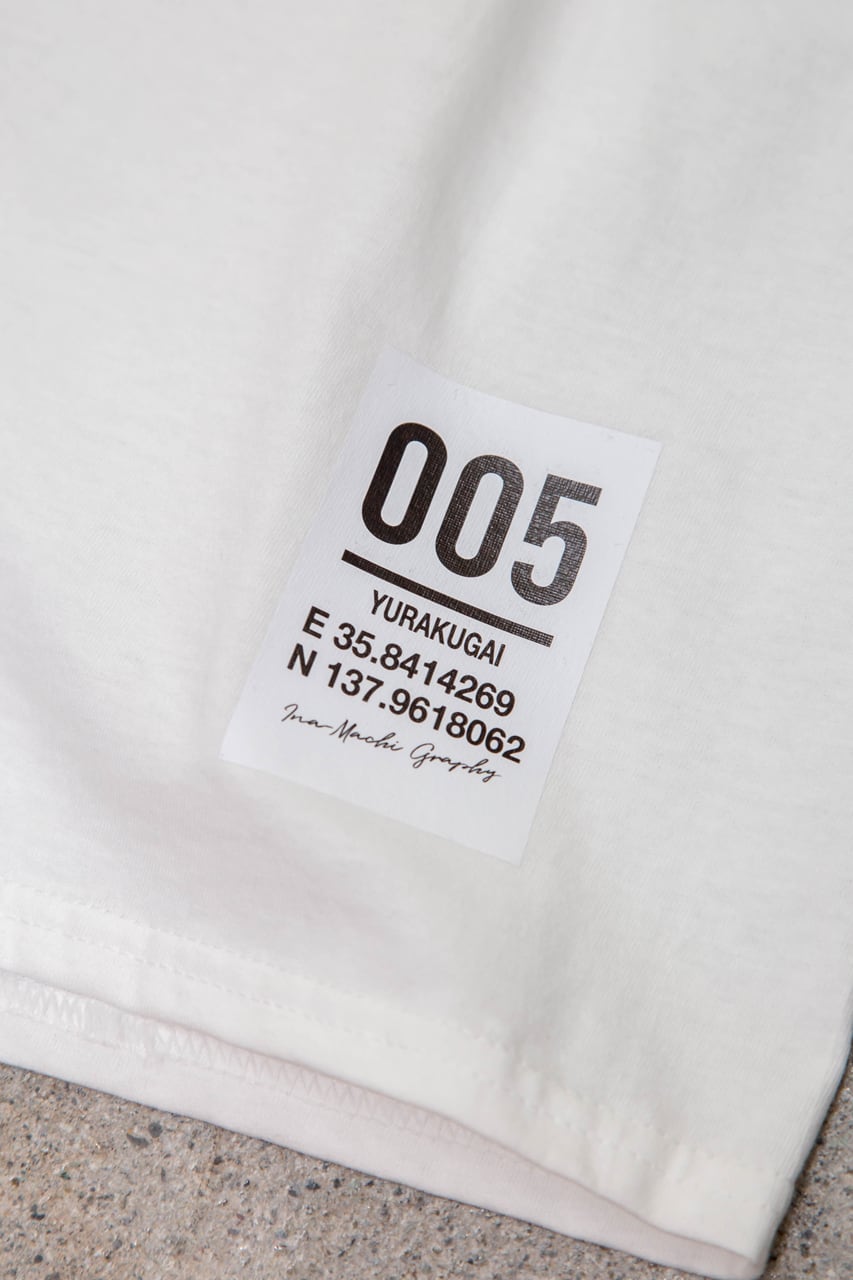 005
YURAKUGAI
E 35.8414269
N 137.9618062
Ina-Machi Graphy